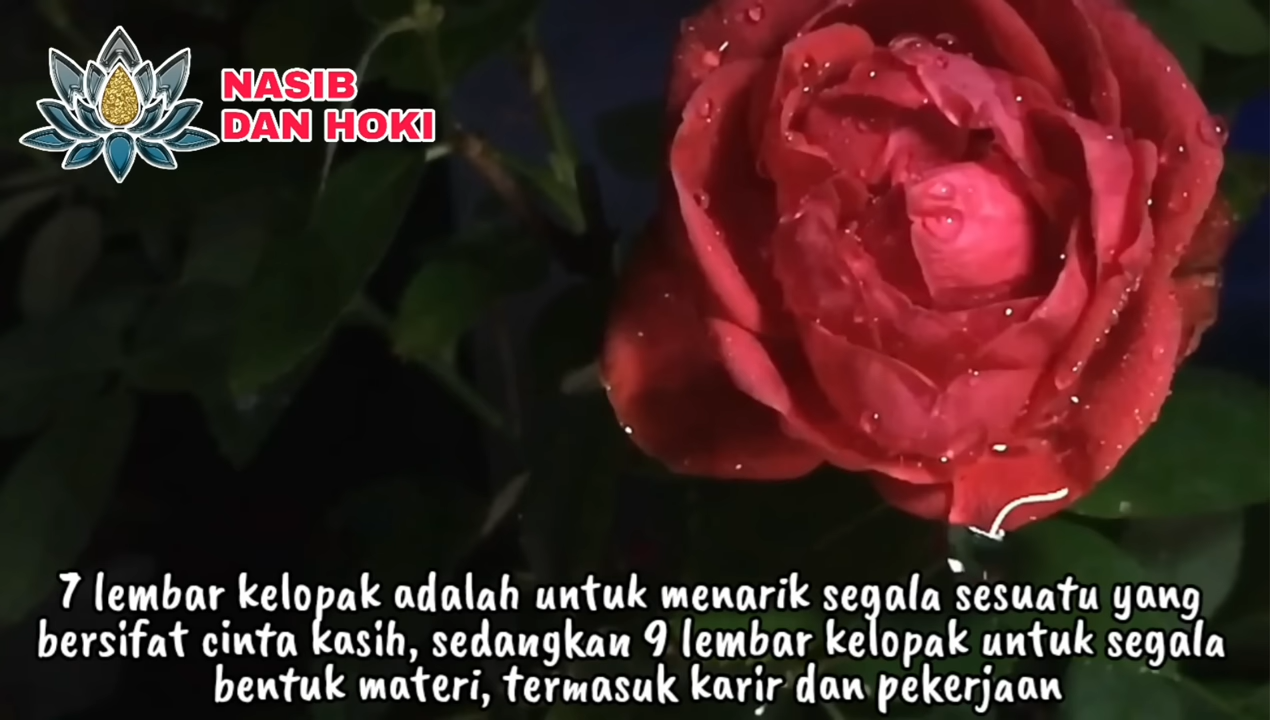 NASIB
DAN HOKI
7 lembar kelopak adalah untuk menarik segala sesuatu yang
bersifat cinta kasih, sedangkan 9 lembar kelopak untuk segala
bentuk materi, termasuk karir dan pekerjaan